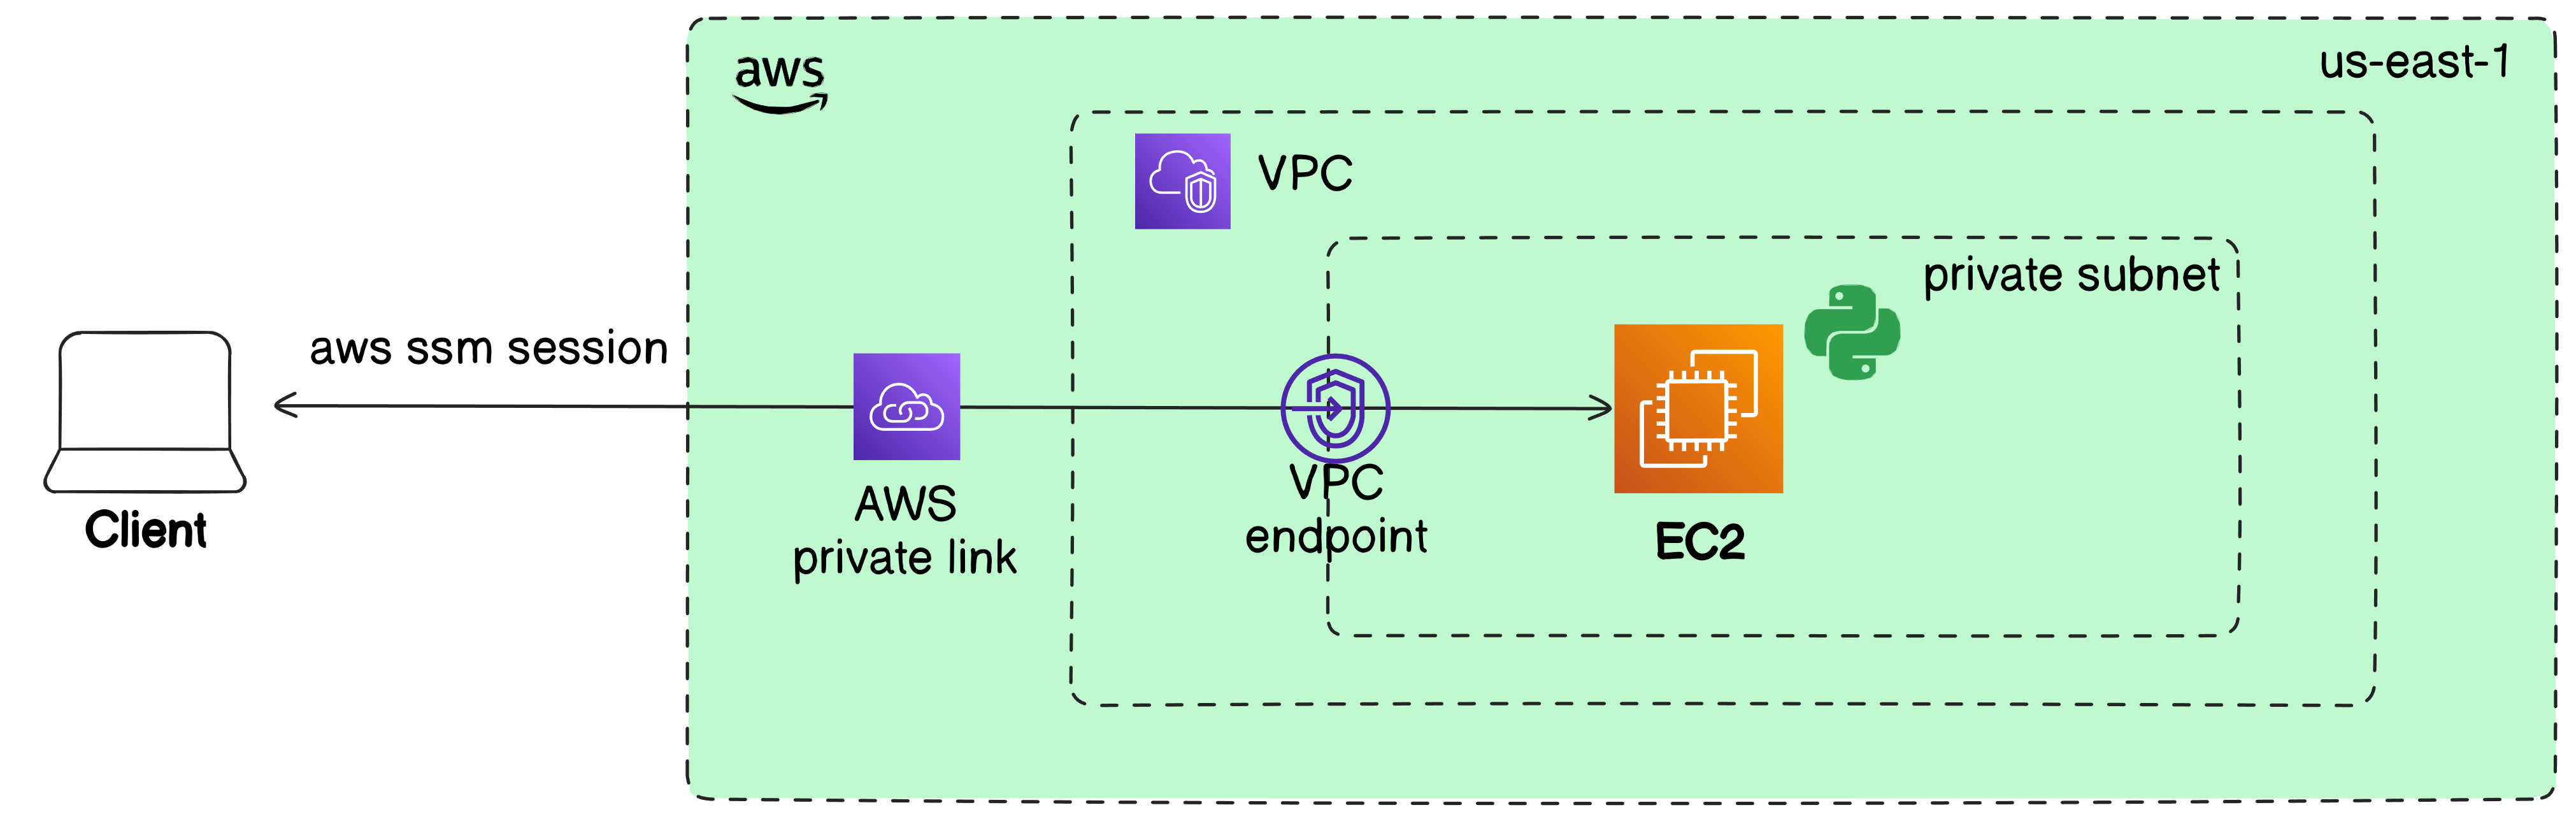 aws
us-east-1
VPC
private subnet
aws ssm session
Client
AWS
private link
VPC
endpoint
EC2